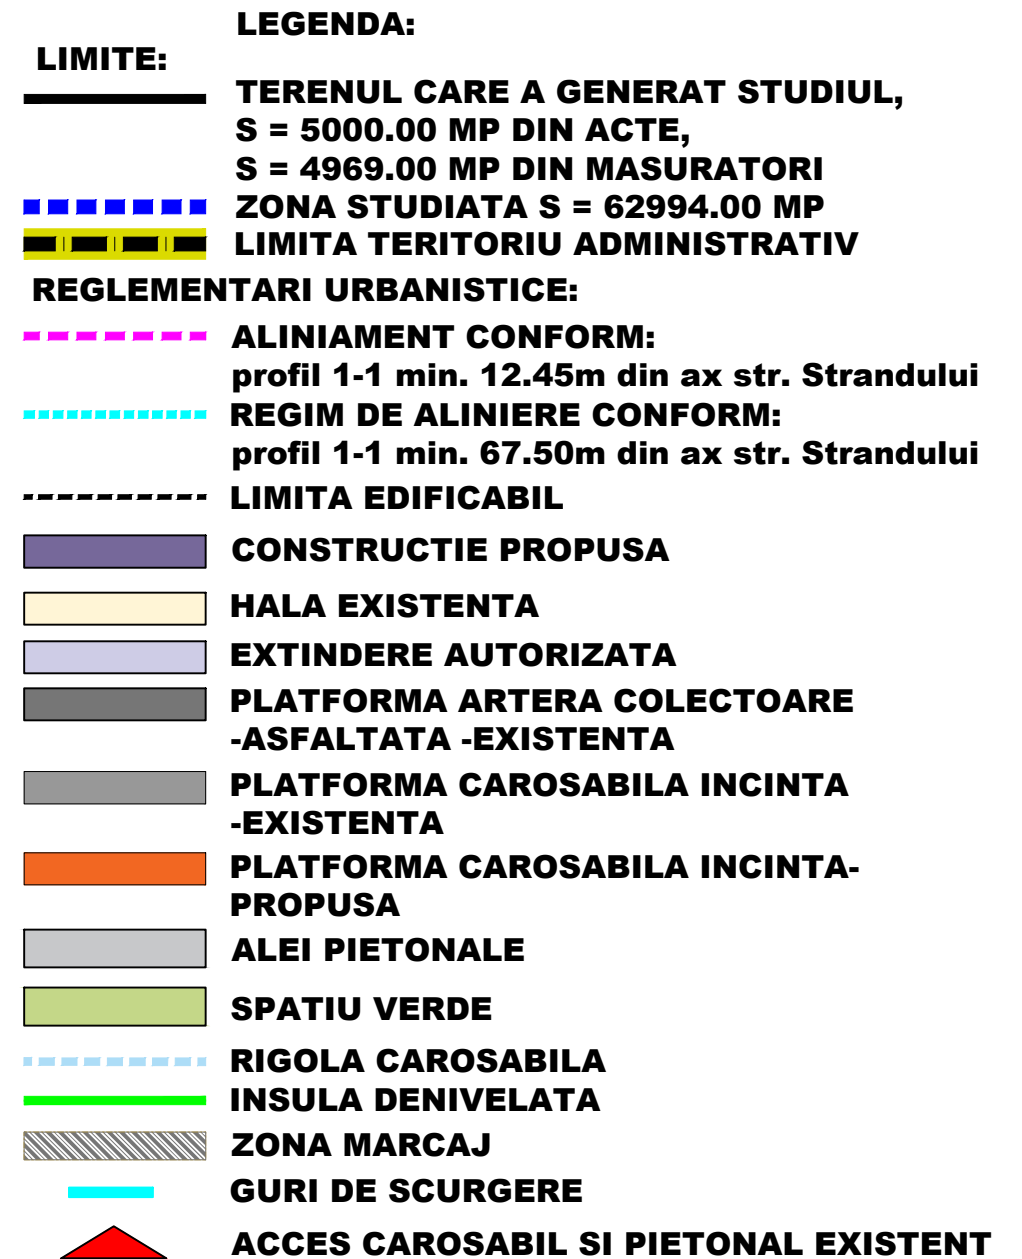 LEGENDA:
LIMITE:
TERENUL CARE A GENERAT STUDIUL,
S = 5000.00 MP DIN ACTE,
S = 4969.00 MP DIN MASURATORI
ZONA STUDIATA S = 62994.00 MP
LIMITA TERITORIU ADMINISTRATIV
REGLEMENTARI URBANISTICE:
ALINIAMENT CONFORM:
profil 1-1 min. 12.45m din ax str. Strandului
REGIM DE ALINIERE CONFORM:
profil 1-1 min. 67.50m din ax str. Strandului
LIMITA EDIFICABIL
CONSTRUCTIE PROPUSA
HALA EXISTENTA
EXTINDERE AUTORIZATA
PLATFORMA ARTERA COLECTOARE
-ASFALTATA -EXISTENTA
PLATFORMA CAROSABILA INCINTA
-EXISTENTA
PLATFORMA CAROSABILA INCINTA-
PROPUSA
ALEI PIETONALE
SPATIU VERDE
RIGOLA CAROSABILA
INSULA DENIVELATA
ZONA MARCAJ
GURI DE SCURGERE
ACCES CAROSABIL SI PIETONAL EXISTENT